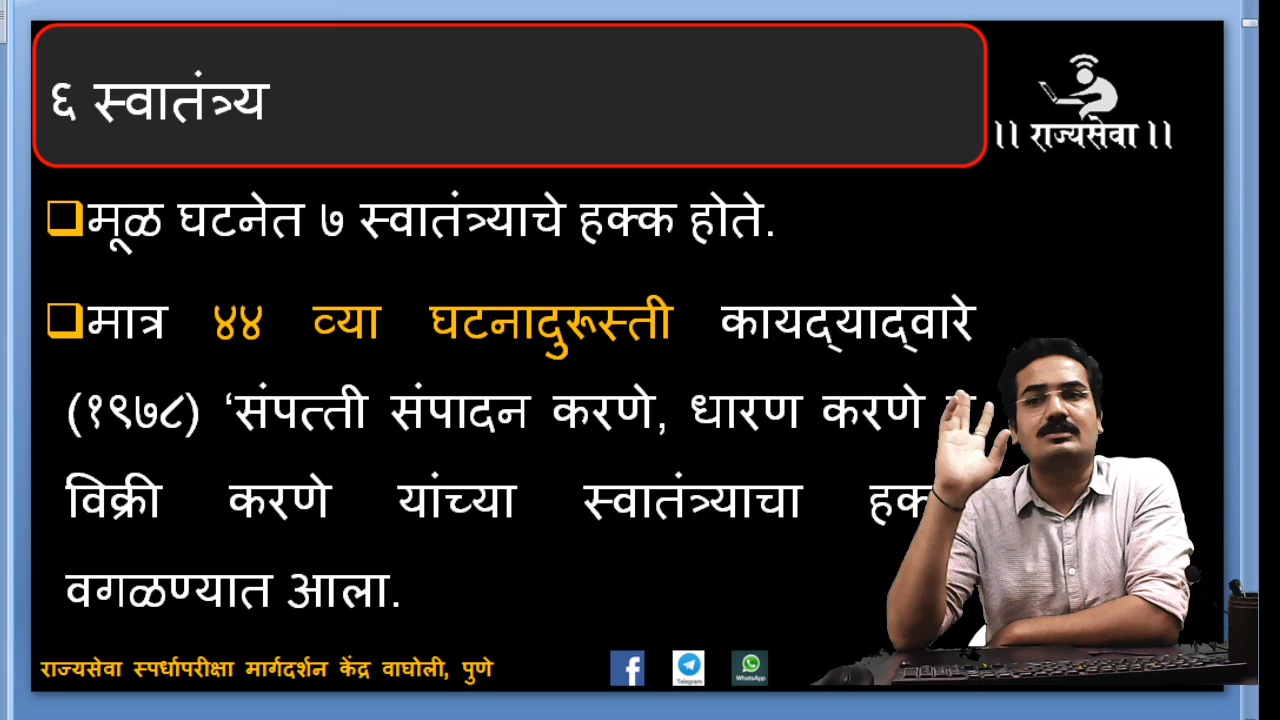 ६ स्वातंत्र्य
।। राज्यसेवा ।।
मूळ घटनेत ७ स्वातंत्र्याचे हक्क होते.
मात्र ४४ व्या घटनादुरूस्ती कायद्याद्वारे
(१९७८) ‘संपत्ती संपादन करणे, धारण करणे
विक्री करणे यांच्या स्वातंत्र्याचा
वगळण्यात आला.
राज्यसेवा स्पर्धापरीक्षा मार्गदर्शन केंद्र वाघोली, पुणे
Telegram
WhatsApp